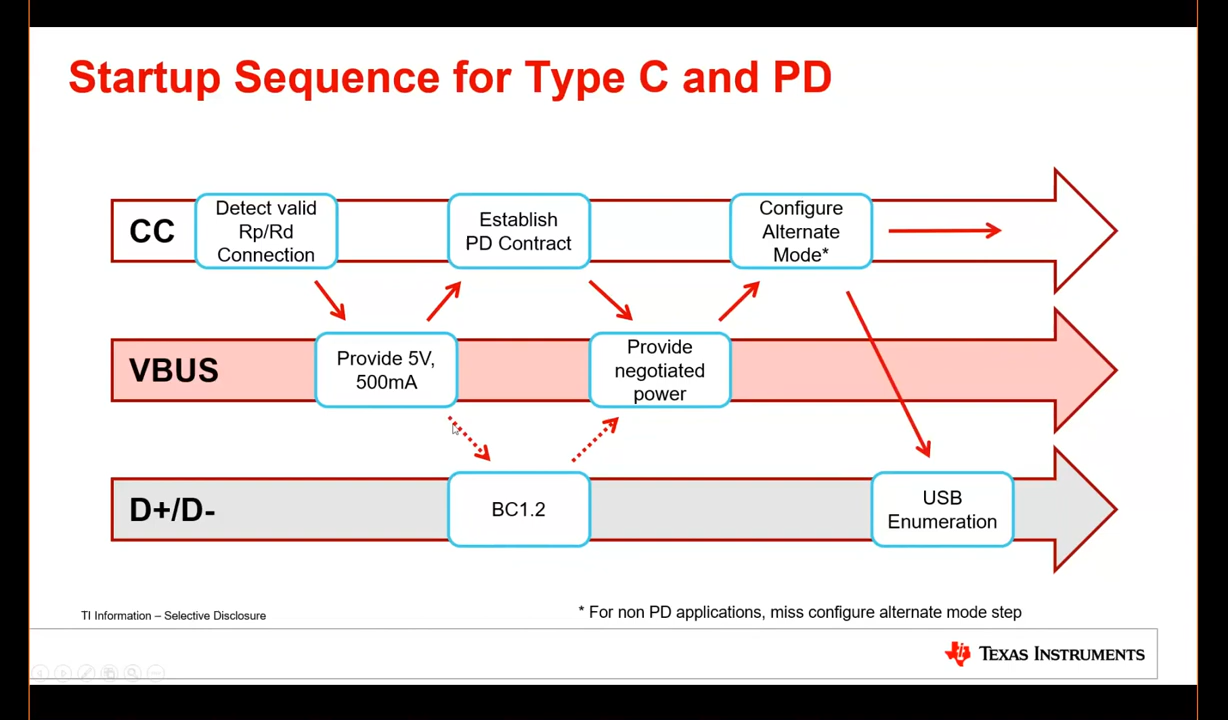 Startup Sequence for Type C and PD
CC
Detect valid
Rp/Rd
Connection
Establish
PD Contract
Configure
Alternate
Mode*
VBUS
Provide 5V,
500mA
Provide
negotiated
power
D+/D-
BC1.2
USB
Enumeration
TI Information – Selective Disclosure
* For non PD applications, miss configure alternate mode step
TEXAS INSTRUMENTS